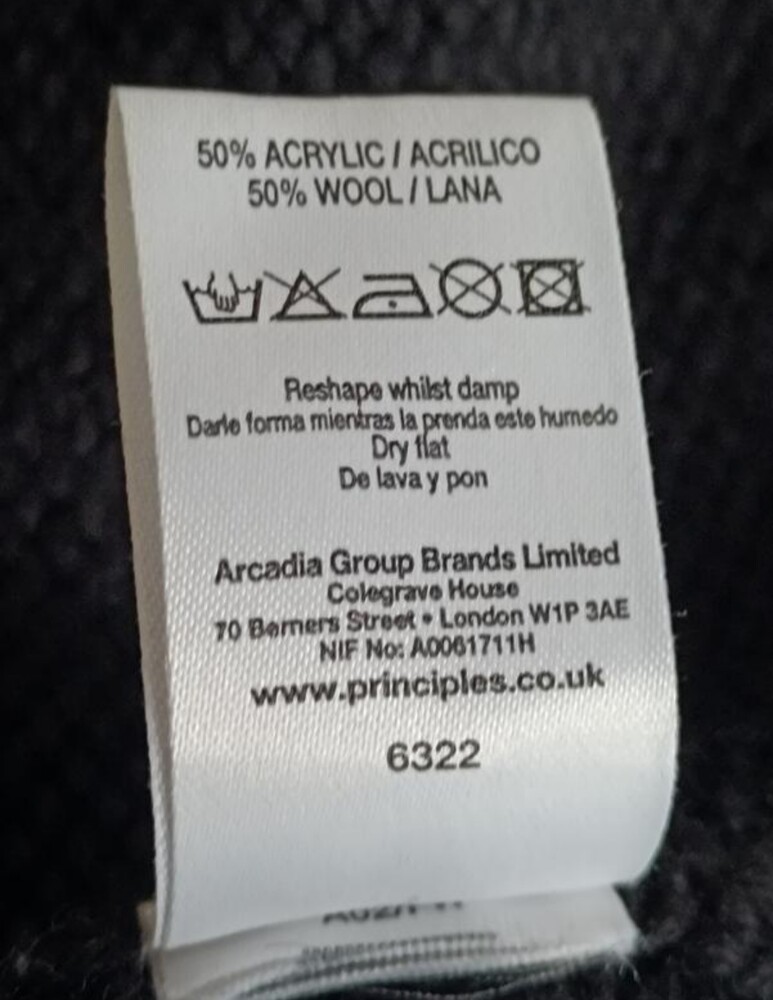 50% ACRYLIC / ACRILICO
50% WOOL / LANA
Reshape whilst damp
Darle forma mientras la prenda este humedo
Dry flat
De lava y pon
Arcadia Group Brands Limited
Colegrave House
70 Berners Street • London W1P 3AE
NIF No: A0061711H
www.principles.co.uk
6322